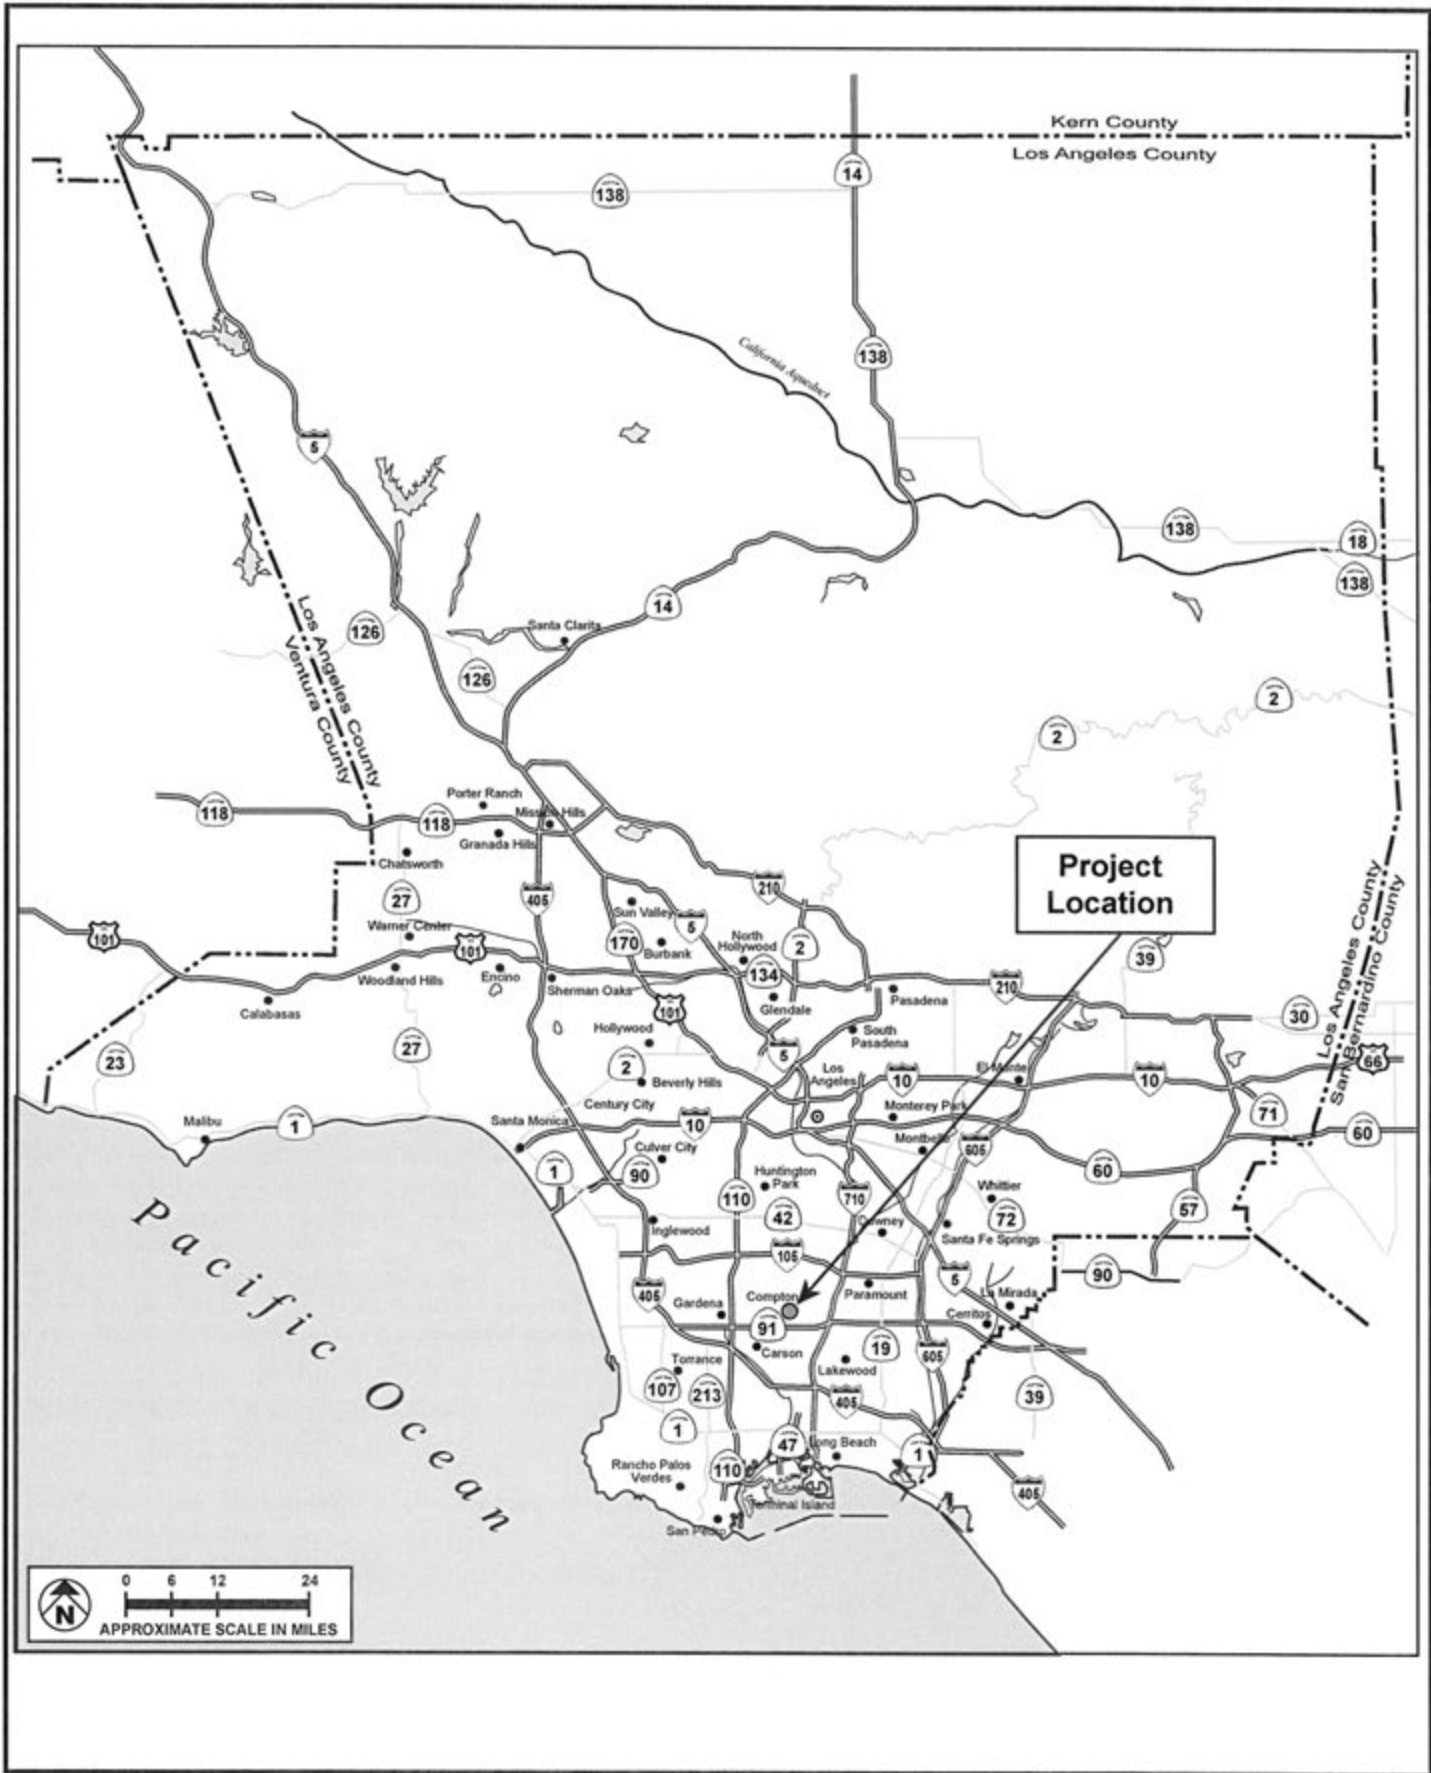 Kern County
Los Angeles County
14
138
138
California Aqueduct
5
138
18
138
14
126
Santa Clarita
126
Los Angeles County
Ventura County
2
2
Porter Ranch
118
118
Mission Hills
Granada Hills
Chatsworth
Project
Location
210
405
27
Sun Valley
5
Warner Center
101
101
170
Burbank
North
Hollywood
2
39
134
Woodland Hills
Encino
Sherman Oaks
210
Calabasas
101
Glendale
Pasadena
Los Angeles County
San Bernardino County
30
Hollywood
South
Pasadena
23
27
5
66
2
Beverly Hills
Los
Angeles
10
El Monte
10
Century City
Monterey Park
71
Malibu
1
Santa Monica
10
60
Montbello
605
Culver City
1
90
60
Huntington
Park
110
710
Whittier
42
72
57
Inglewood
Downey
Santa Fe Springs
105
5
90
405
Gardena
Compton
Paramount
La Mirada
Cerritos
91
Carson
19
605
Torrance
Lakewood
107
213
405
39
1
47
Long Beach
1
Rancho Palos
Verdes
110
405
Terminal Island
San Pedro
Pacific Ocean
0 6 12 24
N
APPROXIMATE SCALE IN MILES